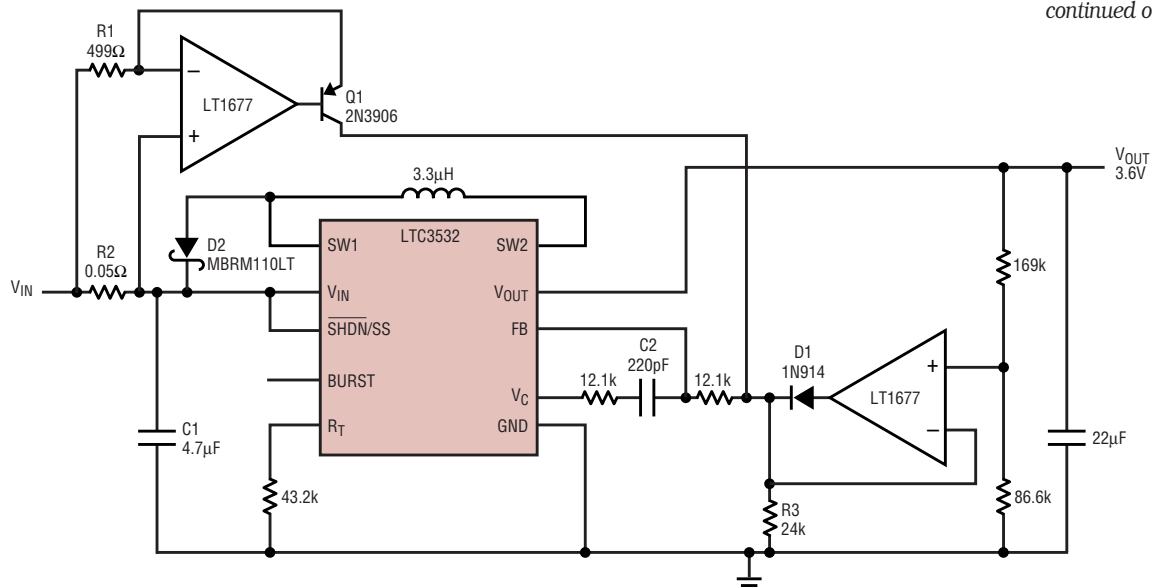 continued o
R1
499Ω
–
LT1677
+
Q1
2N3906
3.3µH
VOUT
3.6V
SW1
LTC3532
SW2
D2
MBRM110LT
R2
0.05Ω
169k
VIN
VIN
VOUT
SHDN/SS
FB
C2
220pF
D1
1N914
+
LT1677
–
BURST
12.1k
12.1k
VC
C1
4.7µF
RT
GND
22µF
43.2k
R3
24k
86.6k